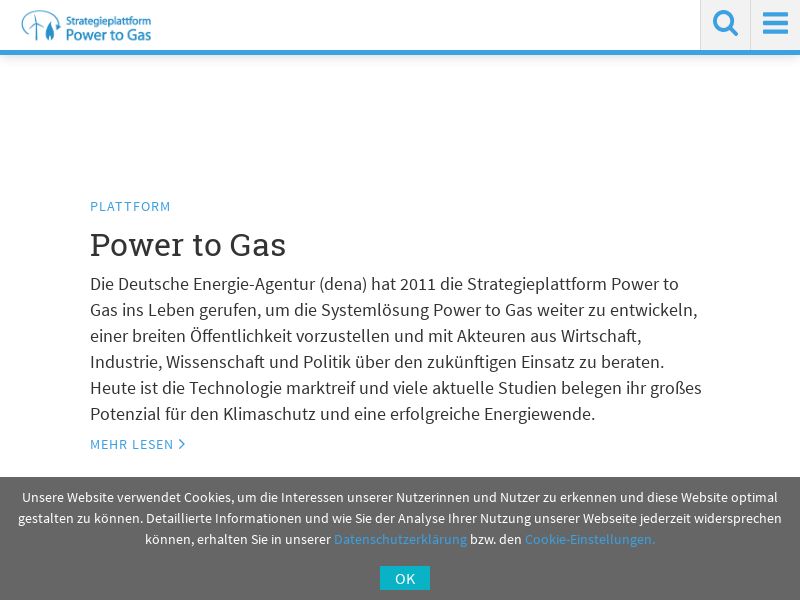 Strategieplattform
Power to Gas
PLATTFORM
Power to Gas
Die Deutsche Energie-Agentur (dena) hat 2011 die Strategieplattform Power to
Gas ins Leben gerufen, um die Systemlösung Power to Gas weiter zu entwickeln,
einer breiten Öffentlichkeit vorzustellen und mit Akteuren aus Wirtschaft,
Industrie, Wissenschaft und Politik über den zukünftigen Einsatz zu beraten.
Heute ist die Technologie marktreif und viele aktuelle Studien belegen ihr großes
Potenzial für den Klimaschutz und eine erfolgreiche Energiewende.
MEHR LESEN
Unsere Website verwendet Cookies, um die Interessen unserer Nutzerinnen und Nutzer zu erkennen und diese Website optimal
gestalten zu können. Detaillierte Informationen und wie Sie der Analyse Ihrer Nutzung unserer Webseite jederzeit widersprechen
können, erhalten Sie in unserer Datenschutzerklärung bzw. den Cookie-Einstellungen.
OK